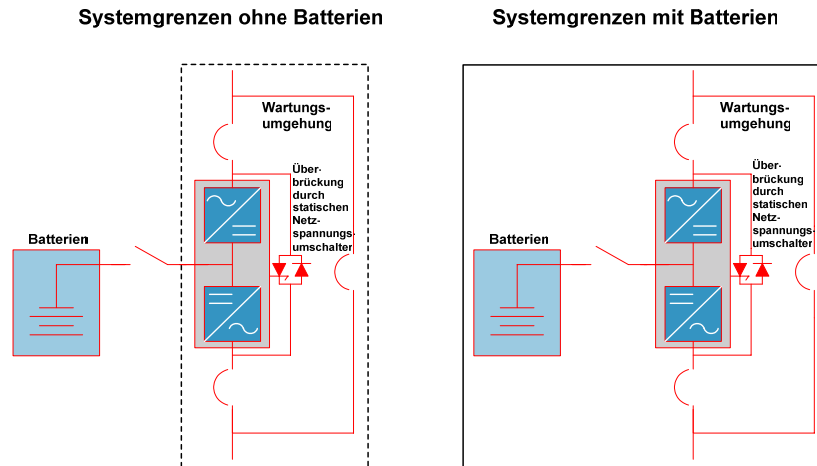 Systemgrenzen ohne Batterien
Wartungs-
umgehung
Über-
brückung
durch
statischen
Netz-
spannungs-
umschalter
Batterien
Systemgrenzen mit Batterien
Wartungs-
umgehung
Über-
brückung
durch
statischen
Netz-
spannungs-
umschalter
Batterien